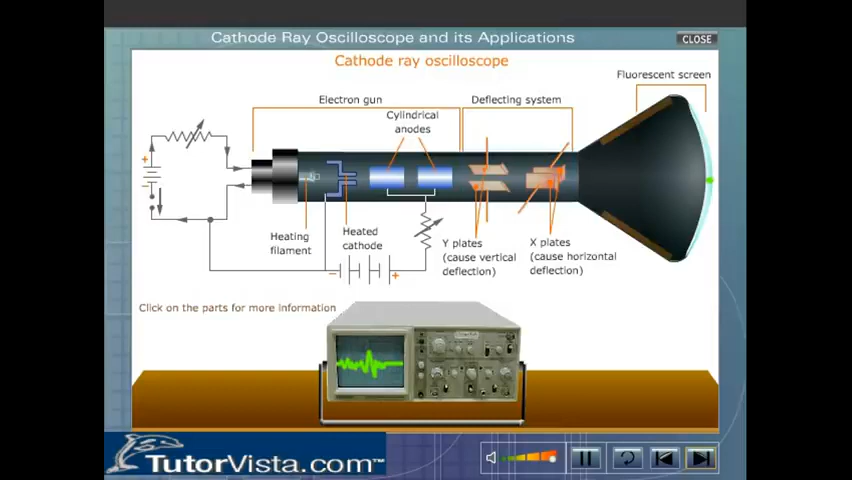 Cathode Ray Oscilloscope and its Applications
CLOSE
Cathode ray oscilloscope
Fluorescent screen
Electron gun
Deflecting system
Cylindrical
anodes
+
−
Heating
filament
Heated
cathode
Y plates
(cause vertical
deflection)
X plates
(cause horizontal
deflection)
−
+
Click on the parts for more information
TutorVista.com™